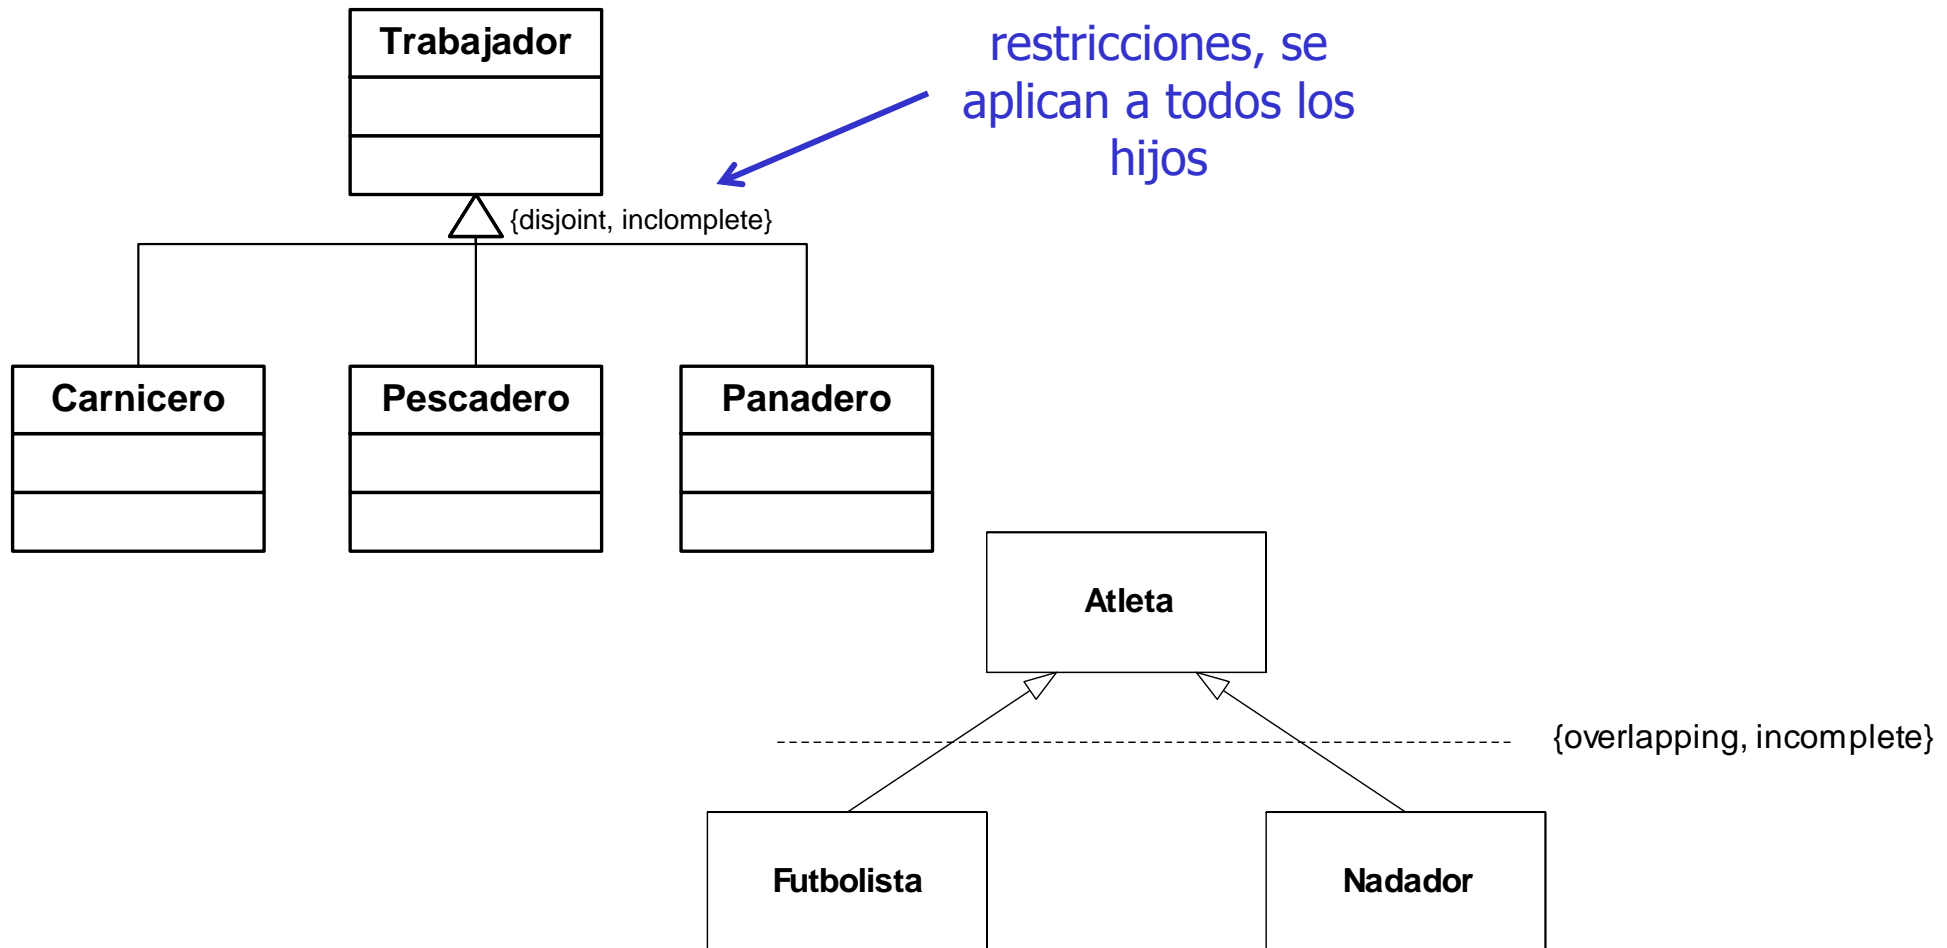 Trabajador
restricciones, se
aplican a todos los
hijos
{disjoint, inclomplete}
Carnicero
Pescadero
Panadero
Atleta
{overlapping, incomplete}
Futbolista
Nadador